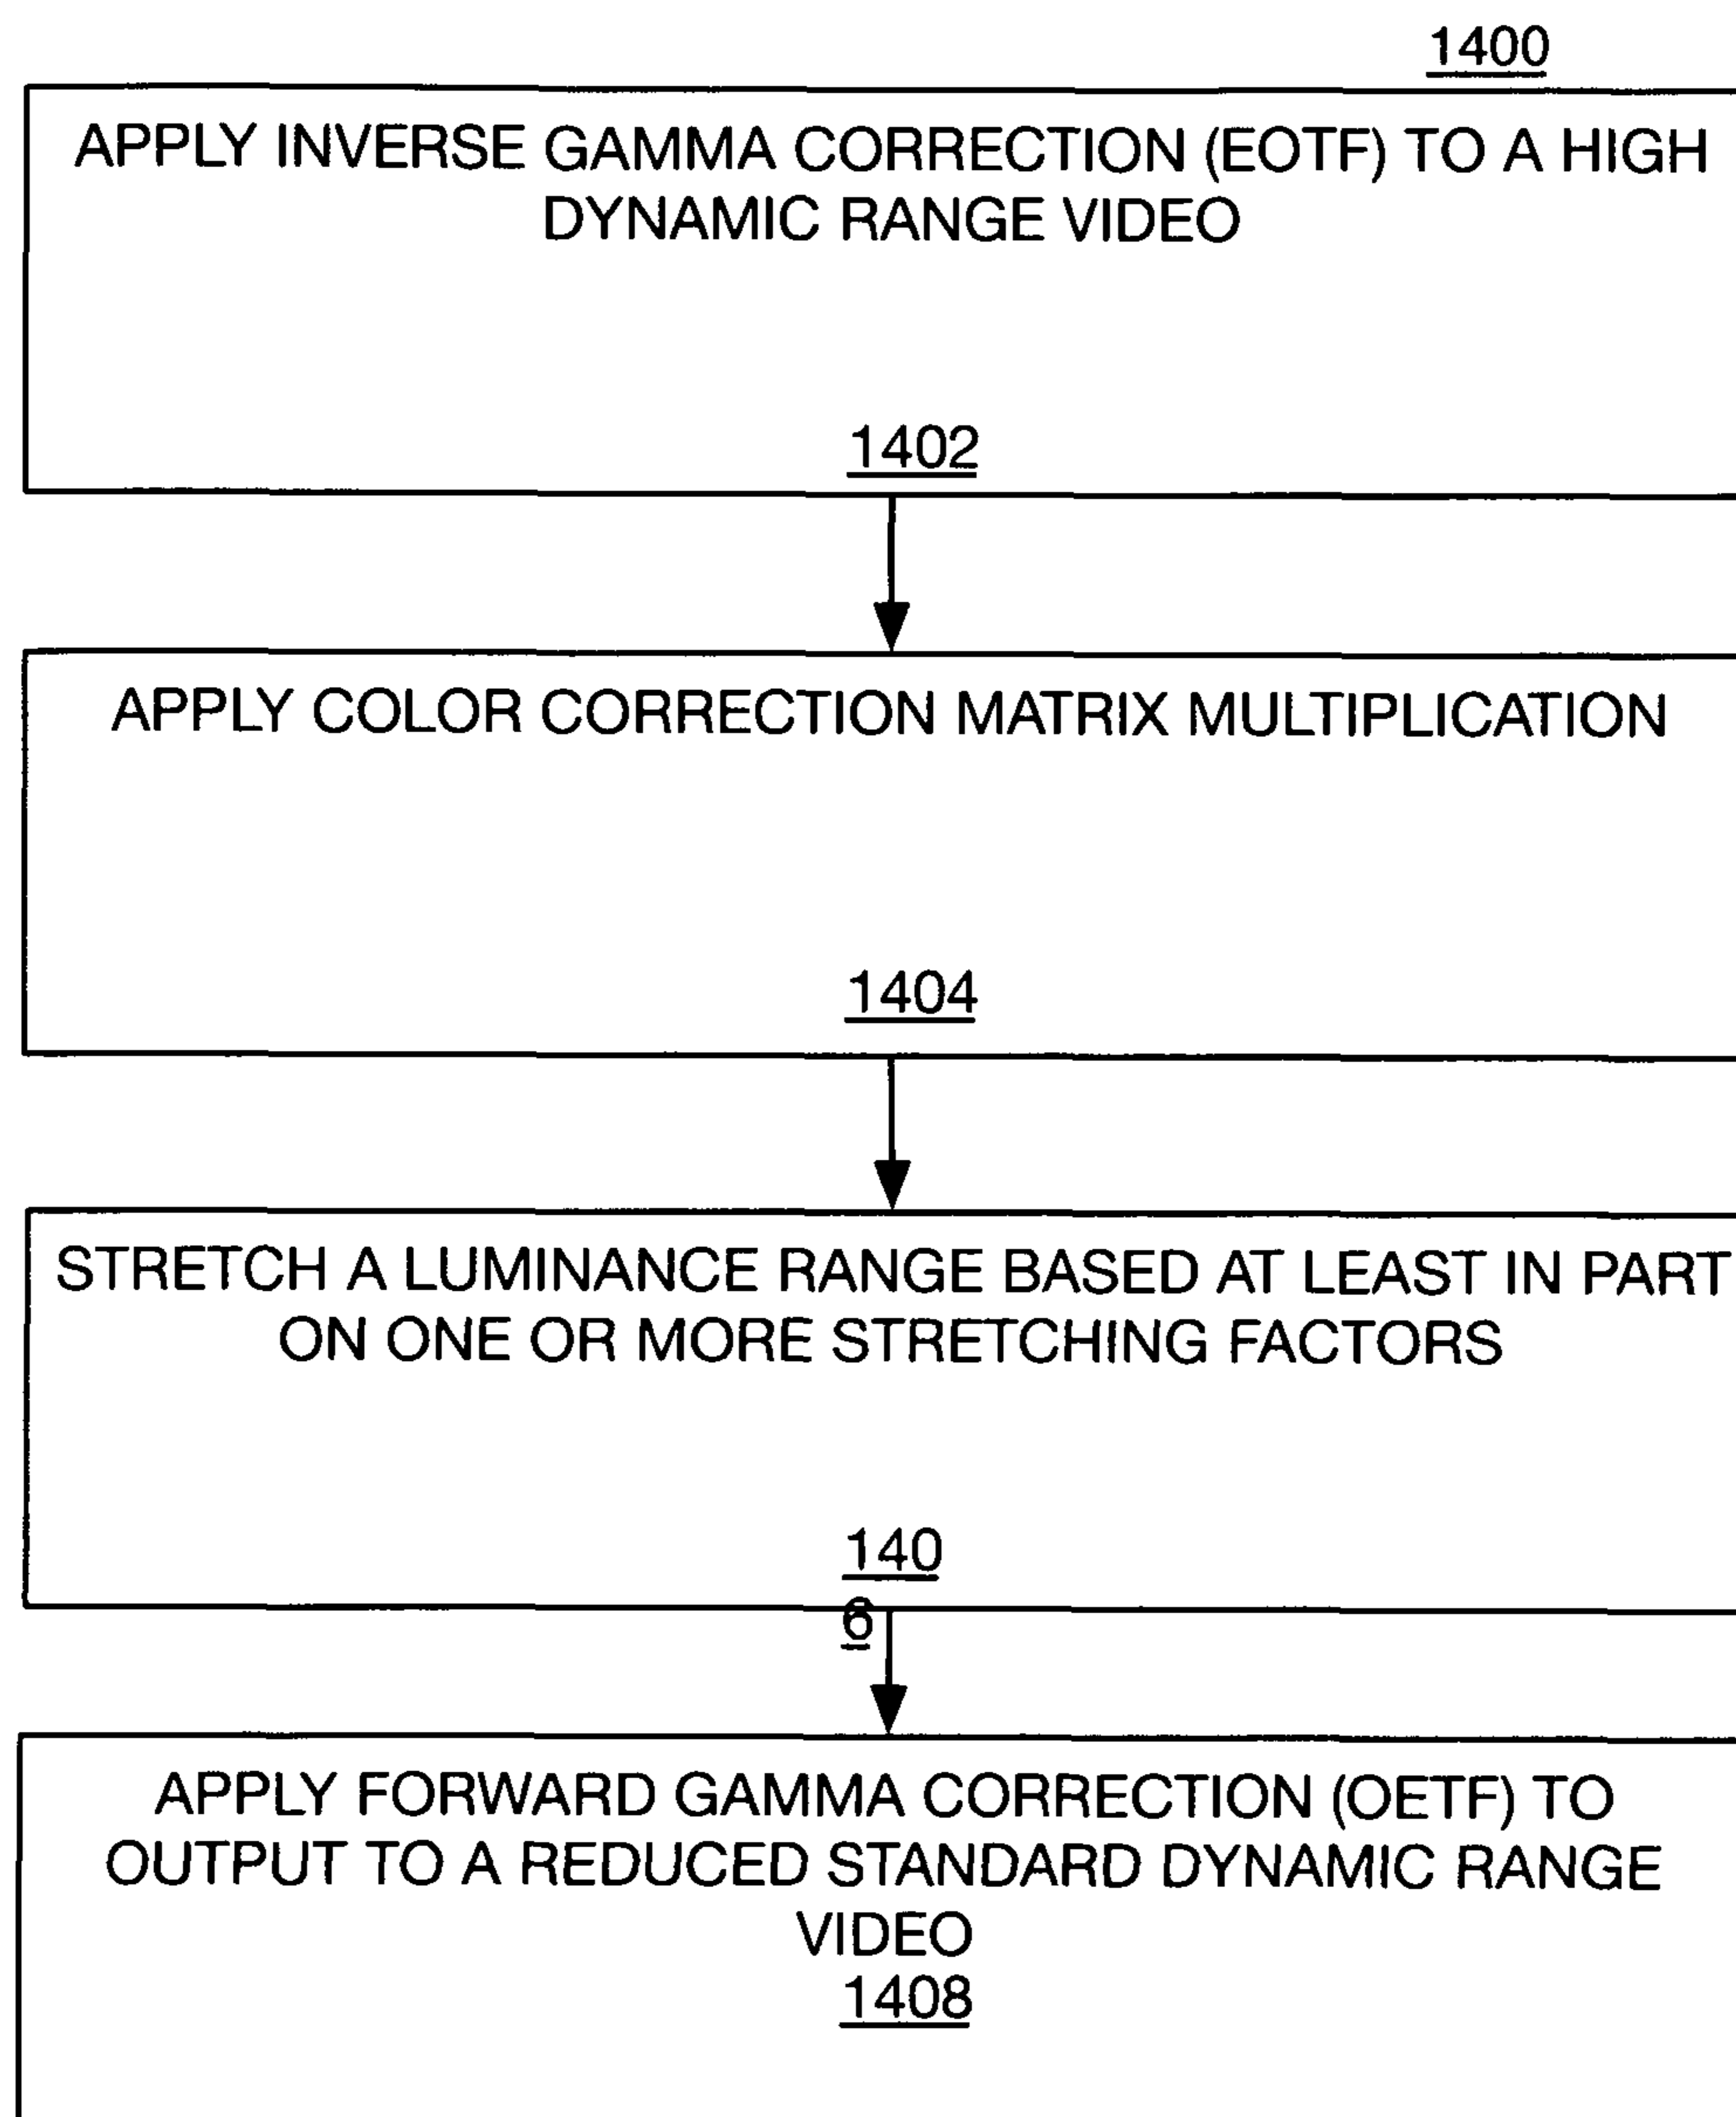 1400
APPLY INVERSE GAMMA CORRECTION (EOTF) TO A HIGH
DYNAMIC RANGE VIDEO
1402
APPLY COLOR CORRECTION MATRIX MULTIPLICATION
1404
STRETCH A LUMINANCE RANGE BASED AT LEAST IN PART
ON ONE OR MORE STRETCHING FACTORS
140
6
APPLY FORWARD GAMMA CORRECTION (OETF) TO
OUTPUT TO A REDUCED STANDARD DYNAMIC RANGE
VIDEO
1408